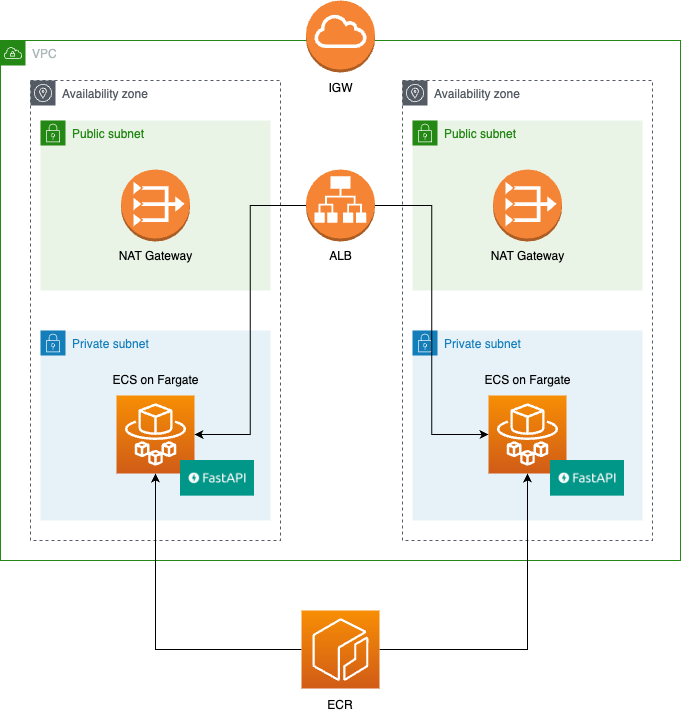 VPC
IGW
Availability zone
Availability zone
Public subnet
Public subnet
NAT Gateway
ALB
NAT Gateway
Private subnet
Private subnet
ECS on Fargate
ECS on Fargate
FastAPI
FastAPI
ECR